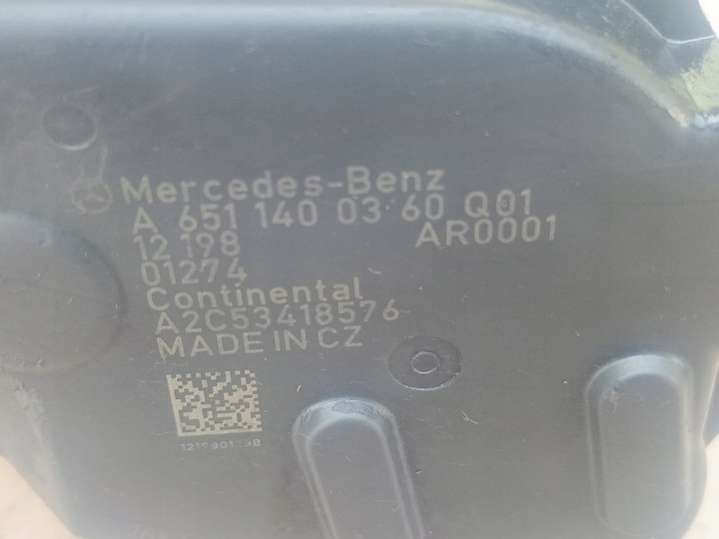 Mercedes-Benz
A 651 140 03 60 Q01
12 198 AR0001
01274
Continental
A2C53418576
MADE IN CZ